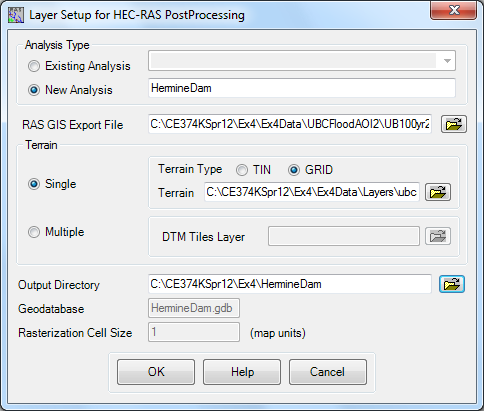 Layer Setup for HEC-RAS PostProcessing
Analysis Type
Existing Analysis
New Analysis
HermineDam
RAS GIS Export File
C:\CE374KSpr12\Ex4\Ex4Data\UBCFloodAOI2\UB100yr2
Terrain
Single
Terrain Type
TIN
GRID
Terrain
C:\CE374KSpr12\Ex4\Ex4Data\Layers\ubc
Multiple
DTM Tiles Layer
Output Directory
C:\CE374KSpr12\Ex4\HermineDam
Geodatabase
HermineDam.gdb
Rasterization Cell Size
1
(map units)
OK
Help
Cancel